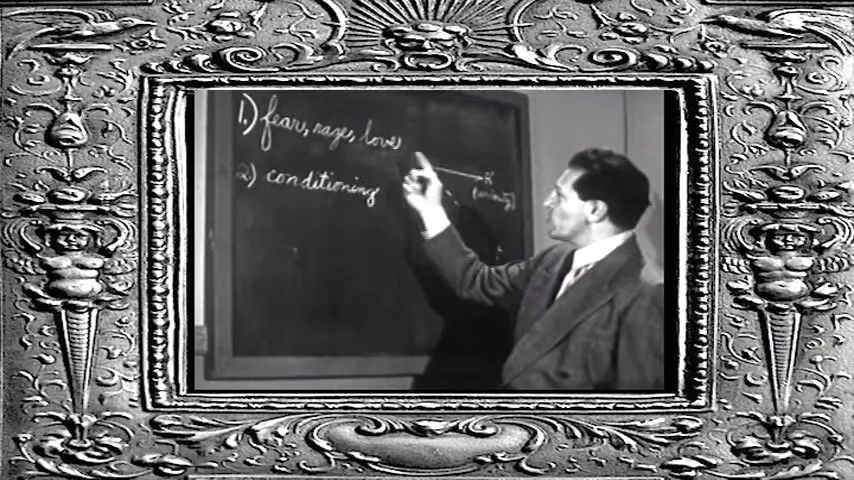 1.) fear, rage, love
R
2) conditioning